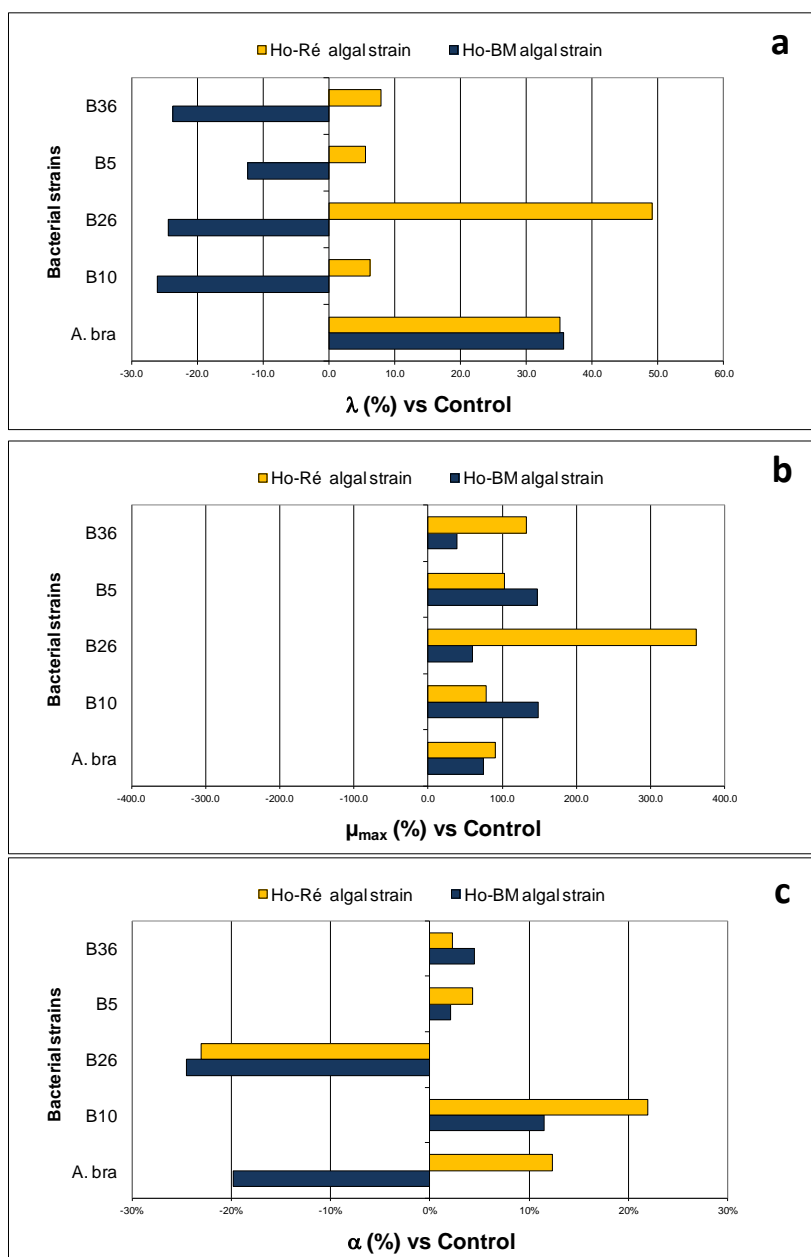 a
Ho-Ré algal strain Ho-BM algal strain
Bacterial strains
B36
B5
B26
B10
A. bra
-30.0 -20.0 -10.0 0.0 10.0 20.0 30.0 40.0 50.0 60.0
λ (%) vs Control
b
Ho-Ré algal strain Ho-BM algal strain
Bacterial strains
B36
B5
B26
B10
A. bra
-400.0 -300.0 -200.0 -100.0 0.0 100.0 200.0 300.0 400.0
μmax (%) vs Control
c
Ho-Ré algal strain Ho-BM algal strain
Bacterial strains
B36
B5
B26
B10
A. bra
-30% -20% -10% 0% 10% 20% 30%
α (%) vs Control